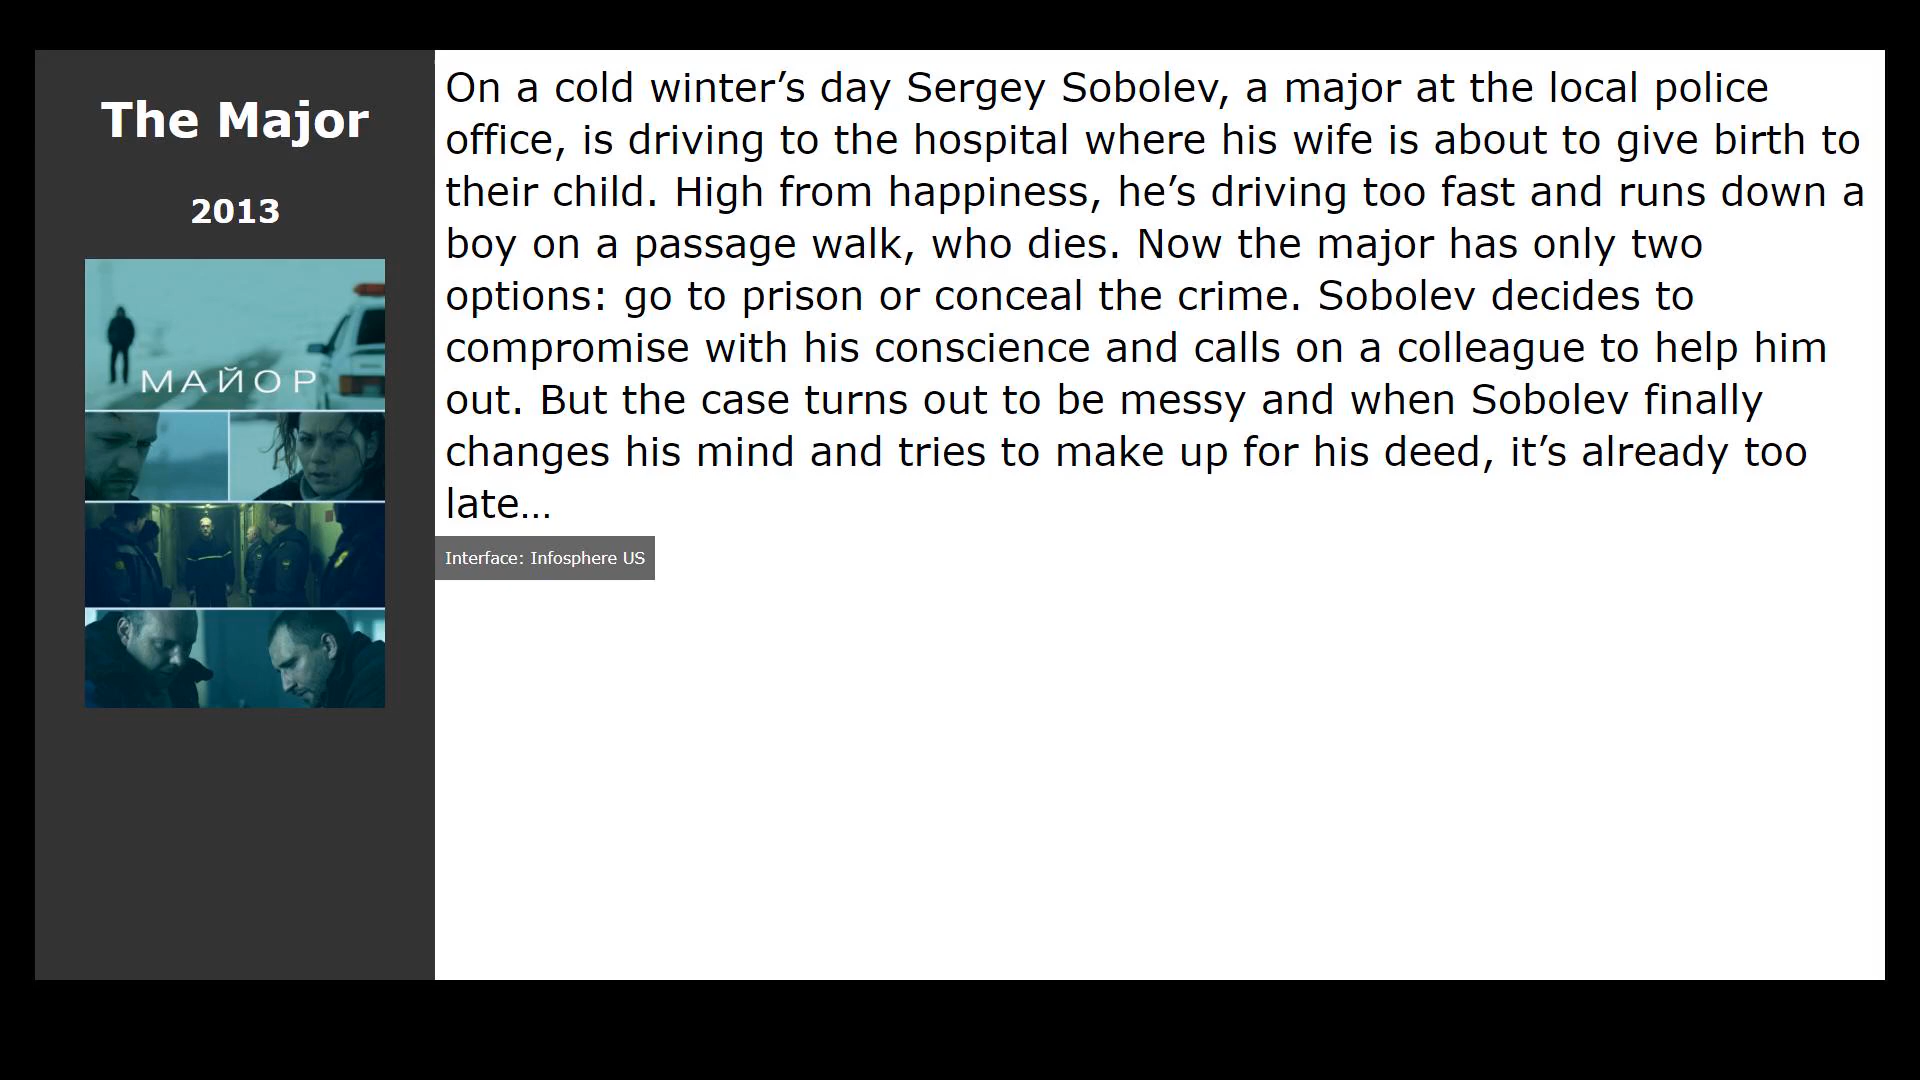 The Major
2013
МАЙОР
On a cold winter’s day Sergey Sobolev, a major at the local police
office, is driving to the hospital where his wife is about to give birth to
their child. High from happiness, he’s driving too fast and runs down a
boy on a passage walk, who dies. Now the major has only two
options: go to prison or conceal the crime. Sobolev decides to
compromise with his conscience and calls on a colleague to help him
out. But the case turns out to be messy and when Sobolev finally
changes his mind and tries to make up for his deed, it’s already too
late…
Interface: Infosphere US